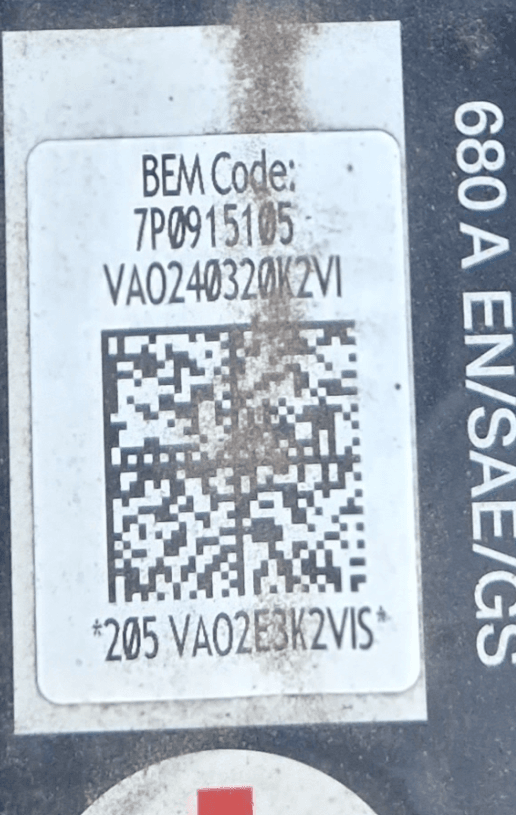 BEM Code:
7P0915105
VAO240320K2VI
*205 VAO2E3K2VIS*
680 A EN/SAE/GS